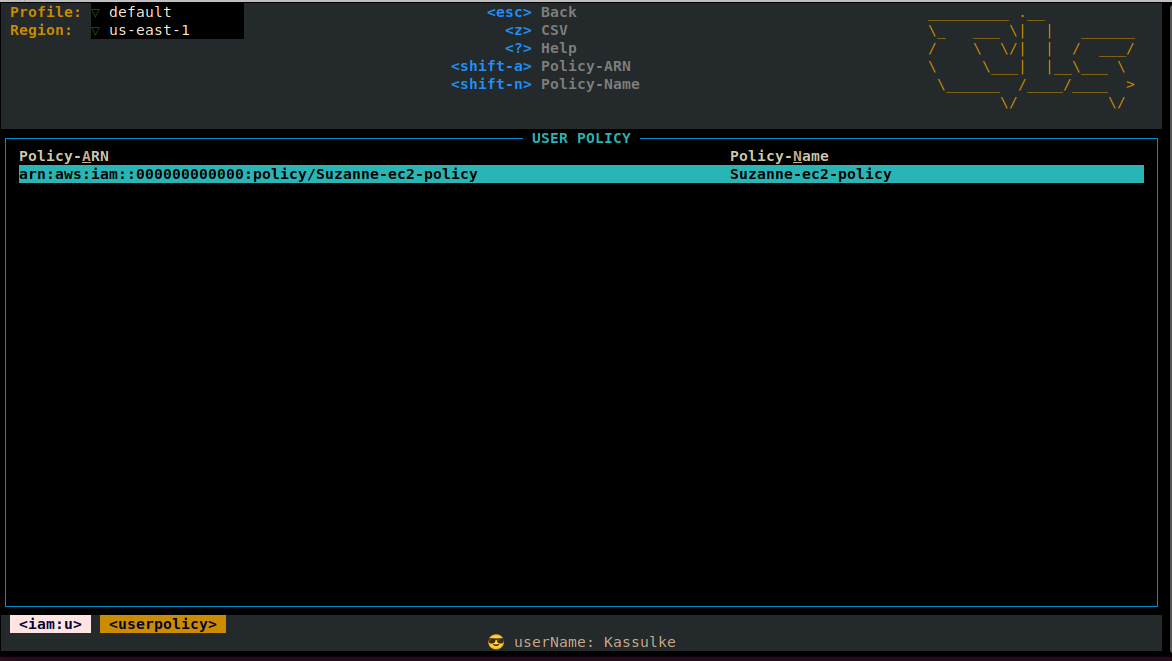 Profile: ▽ default
Region: ▽ us-east-1
<esc> Back
<z> CSV
<?> Help
<shift-a> Policy-ARN
<shift-n> Policy-Name
USER POLICY
Policy-ARN Policy-Name
arn:aws:iam::000000000000:policy/Suzanne-ec2-policy Suzanne-ec2-policy
<iam:u> <userpolicy>
😎 userName: Kassulke